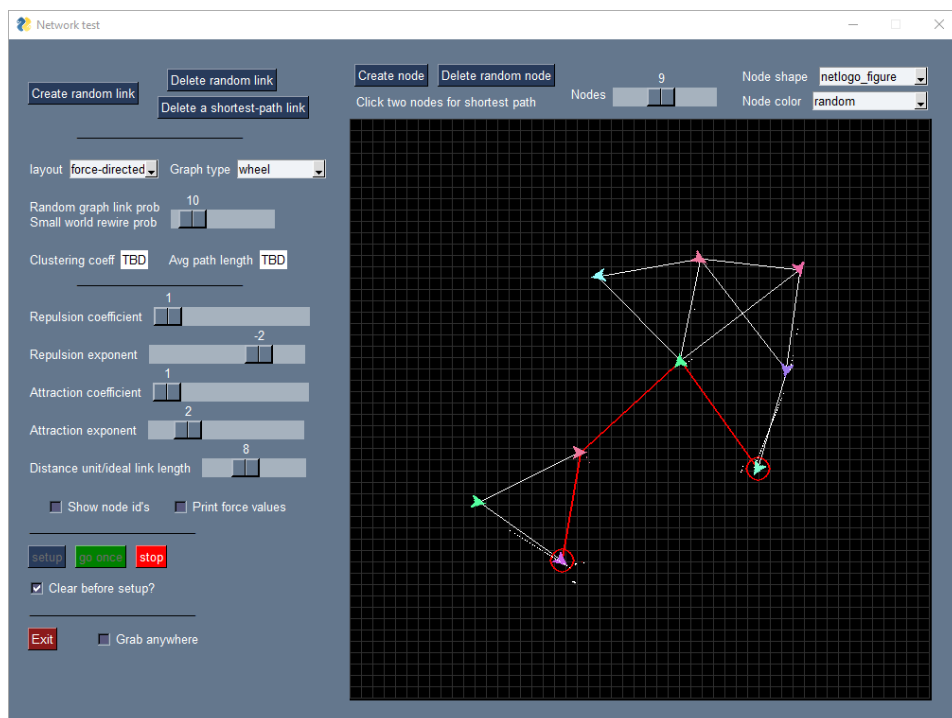 Network test
Create random link
Delete random link
Delete a shortest-path link
Create node
Delete random node
Click two nodes for shortest path
Nodes
9
Node shape
netlogo_figure
Node color
random
layout
force-directed
Graph type
wheel
Random graph link prob
Small world rewire prob
10
Clustering coeff
TBD
Avg path length
TBD
1
Repulsion coefficient
-2
Repulsion exponent
1
Attraction coefficient
2
Attraction exponent
8
Distance unit/ideal link length
Show node id's
Print force values
setup
go once
stop
Clear before setup?
Exit
Grab anywhere